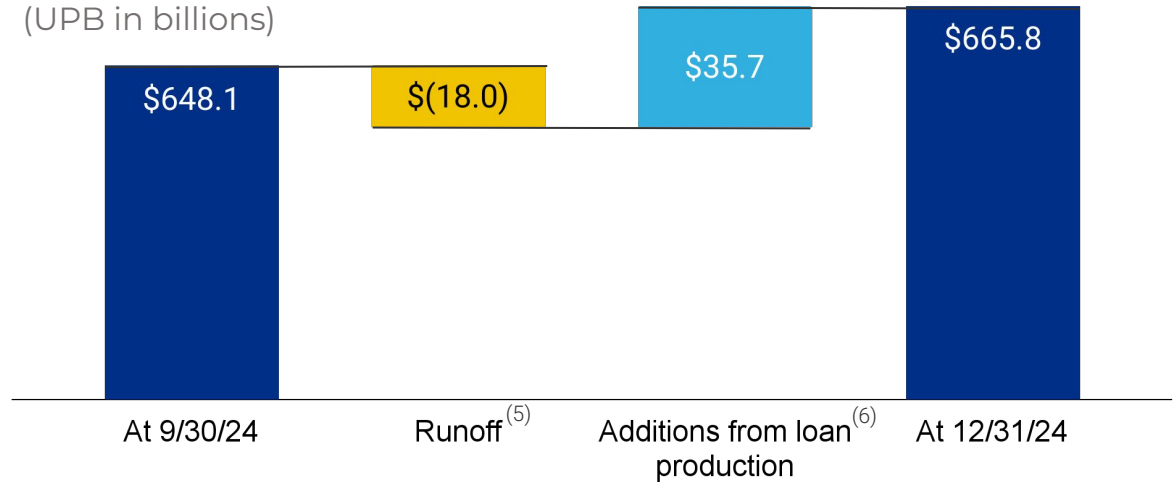 (UPB in billions)
$648.1
$(18.0)
$35.7
$665.8
At 9/30/24
Runoff(5)
Additions from loan(6)
production
At 12/31/24